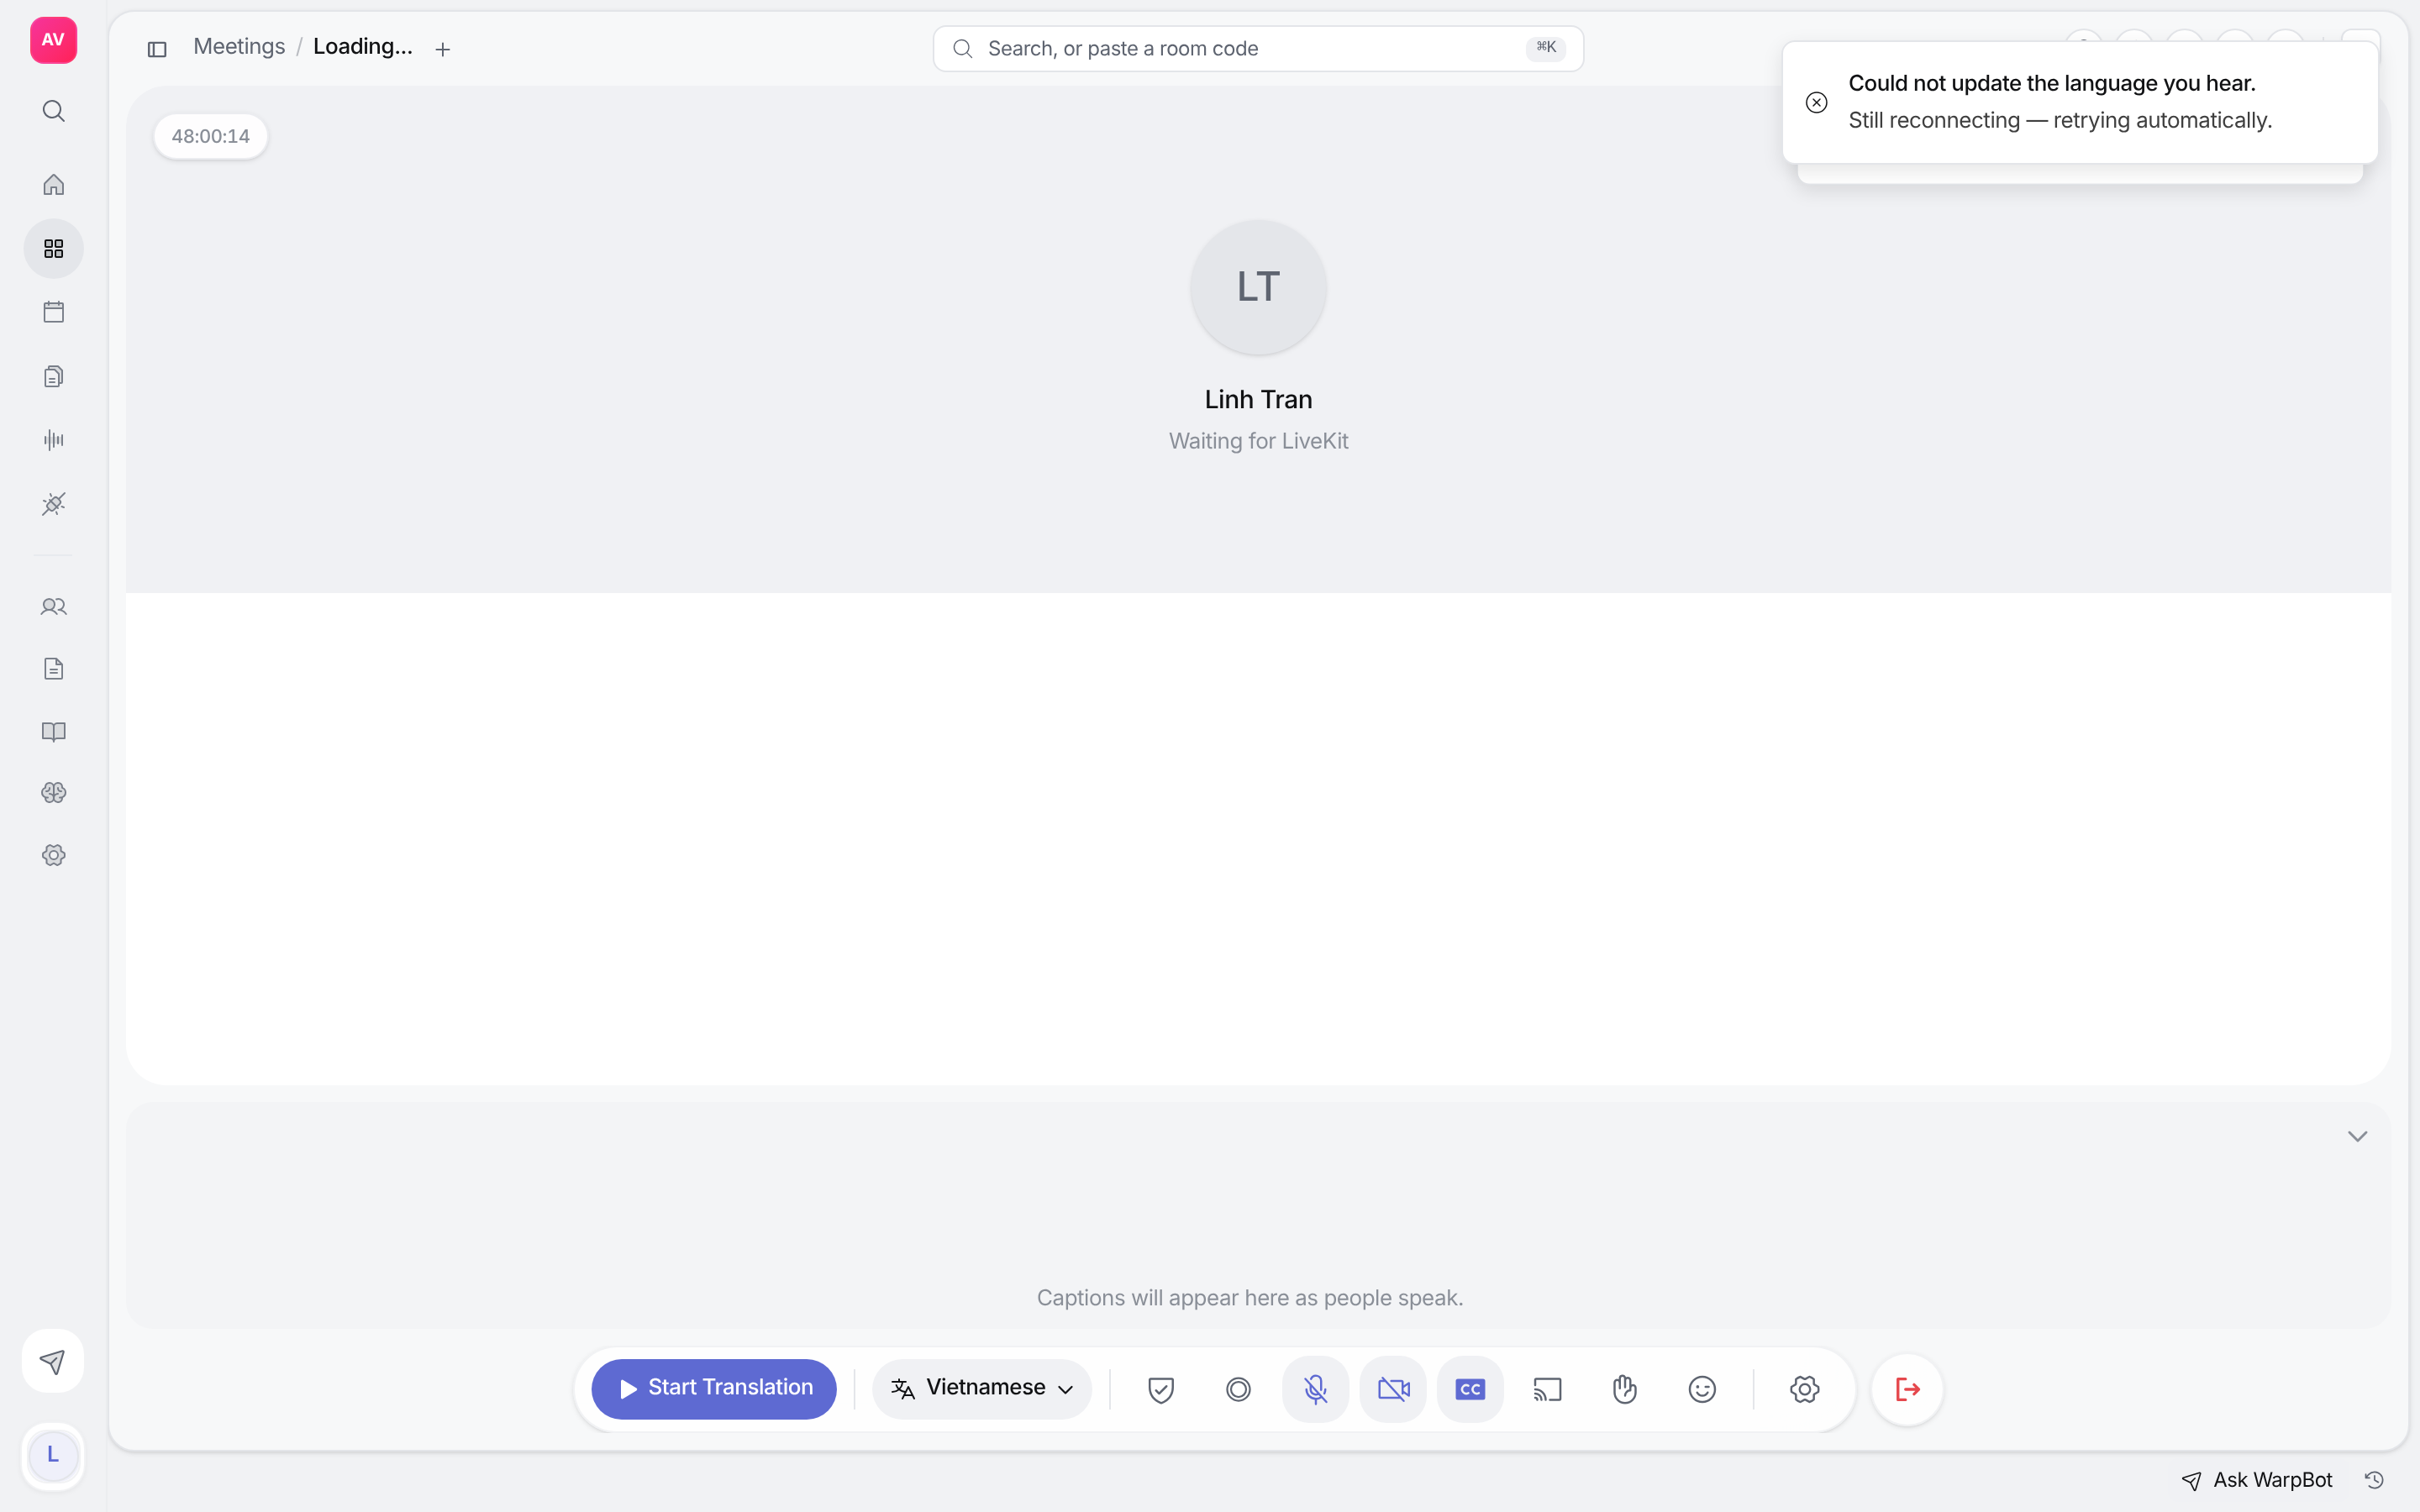 AV
Meetings / Loading... +
Search, or paste a room code
⌘K
Could not update the language you hear.
Still reconnecting — retrying automatically.
48:00:14
LT
Linh Tran
Waiting for LiveKit
Captions will appear here as people speak.
Start Translation
Vietnamese
CC
L
Ask WarpBot